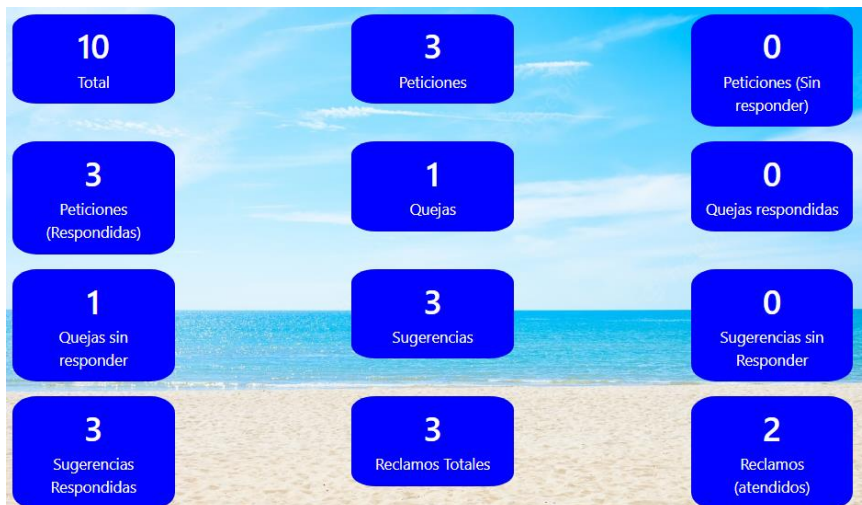 10
Total
3
Peticiones
0
Peticiones (Sin
responder)
3
Peticiones
(Respondidas)
1
Quejas
0
Quejas respondidas
1
Quejas sin
responder
3
Sugerencias
0
Sugerencias sin
Responder
3
Sugerencias
Respondidas
3
Reclamos Totales
2
Reclamos
(atendidos)